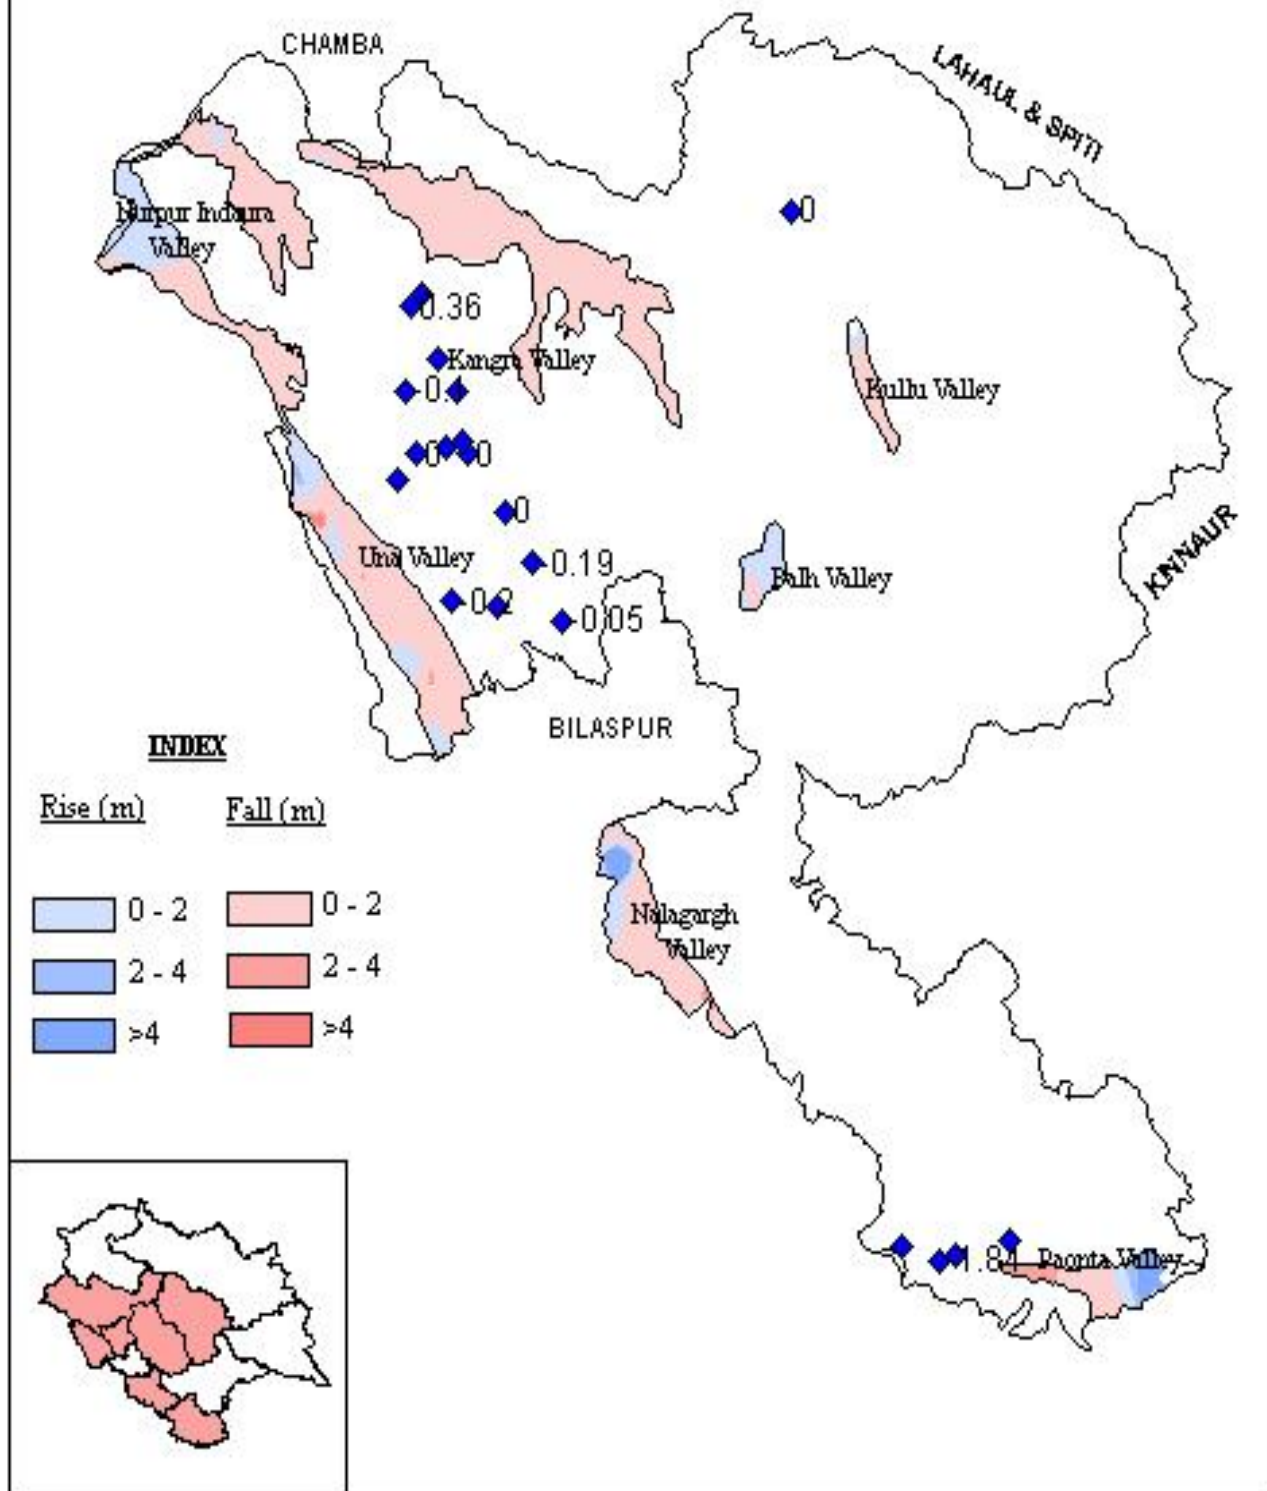 CHAMBA
LAHAUL & SPITI
Nurpur Indaura
Valley
0
0.36
Kangra Valley
Kullu Valley
0
0
0
Una Valley
0.19
Balh Valley
KINNAUR
0.2
0.05
BILASPUR
INDEX
Rise (m)
Fall (m)
0 - 2
0 - 2
2 - 4
2 - 4
>4
>4
Nalagargh
Valley
1.84
Paonta Valley